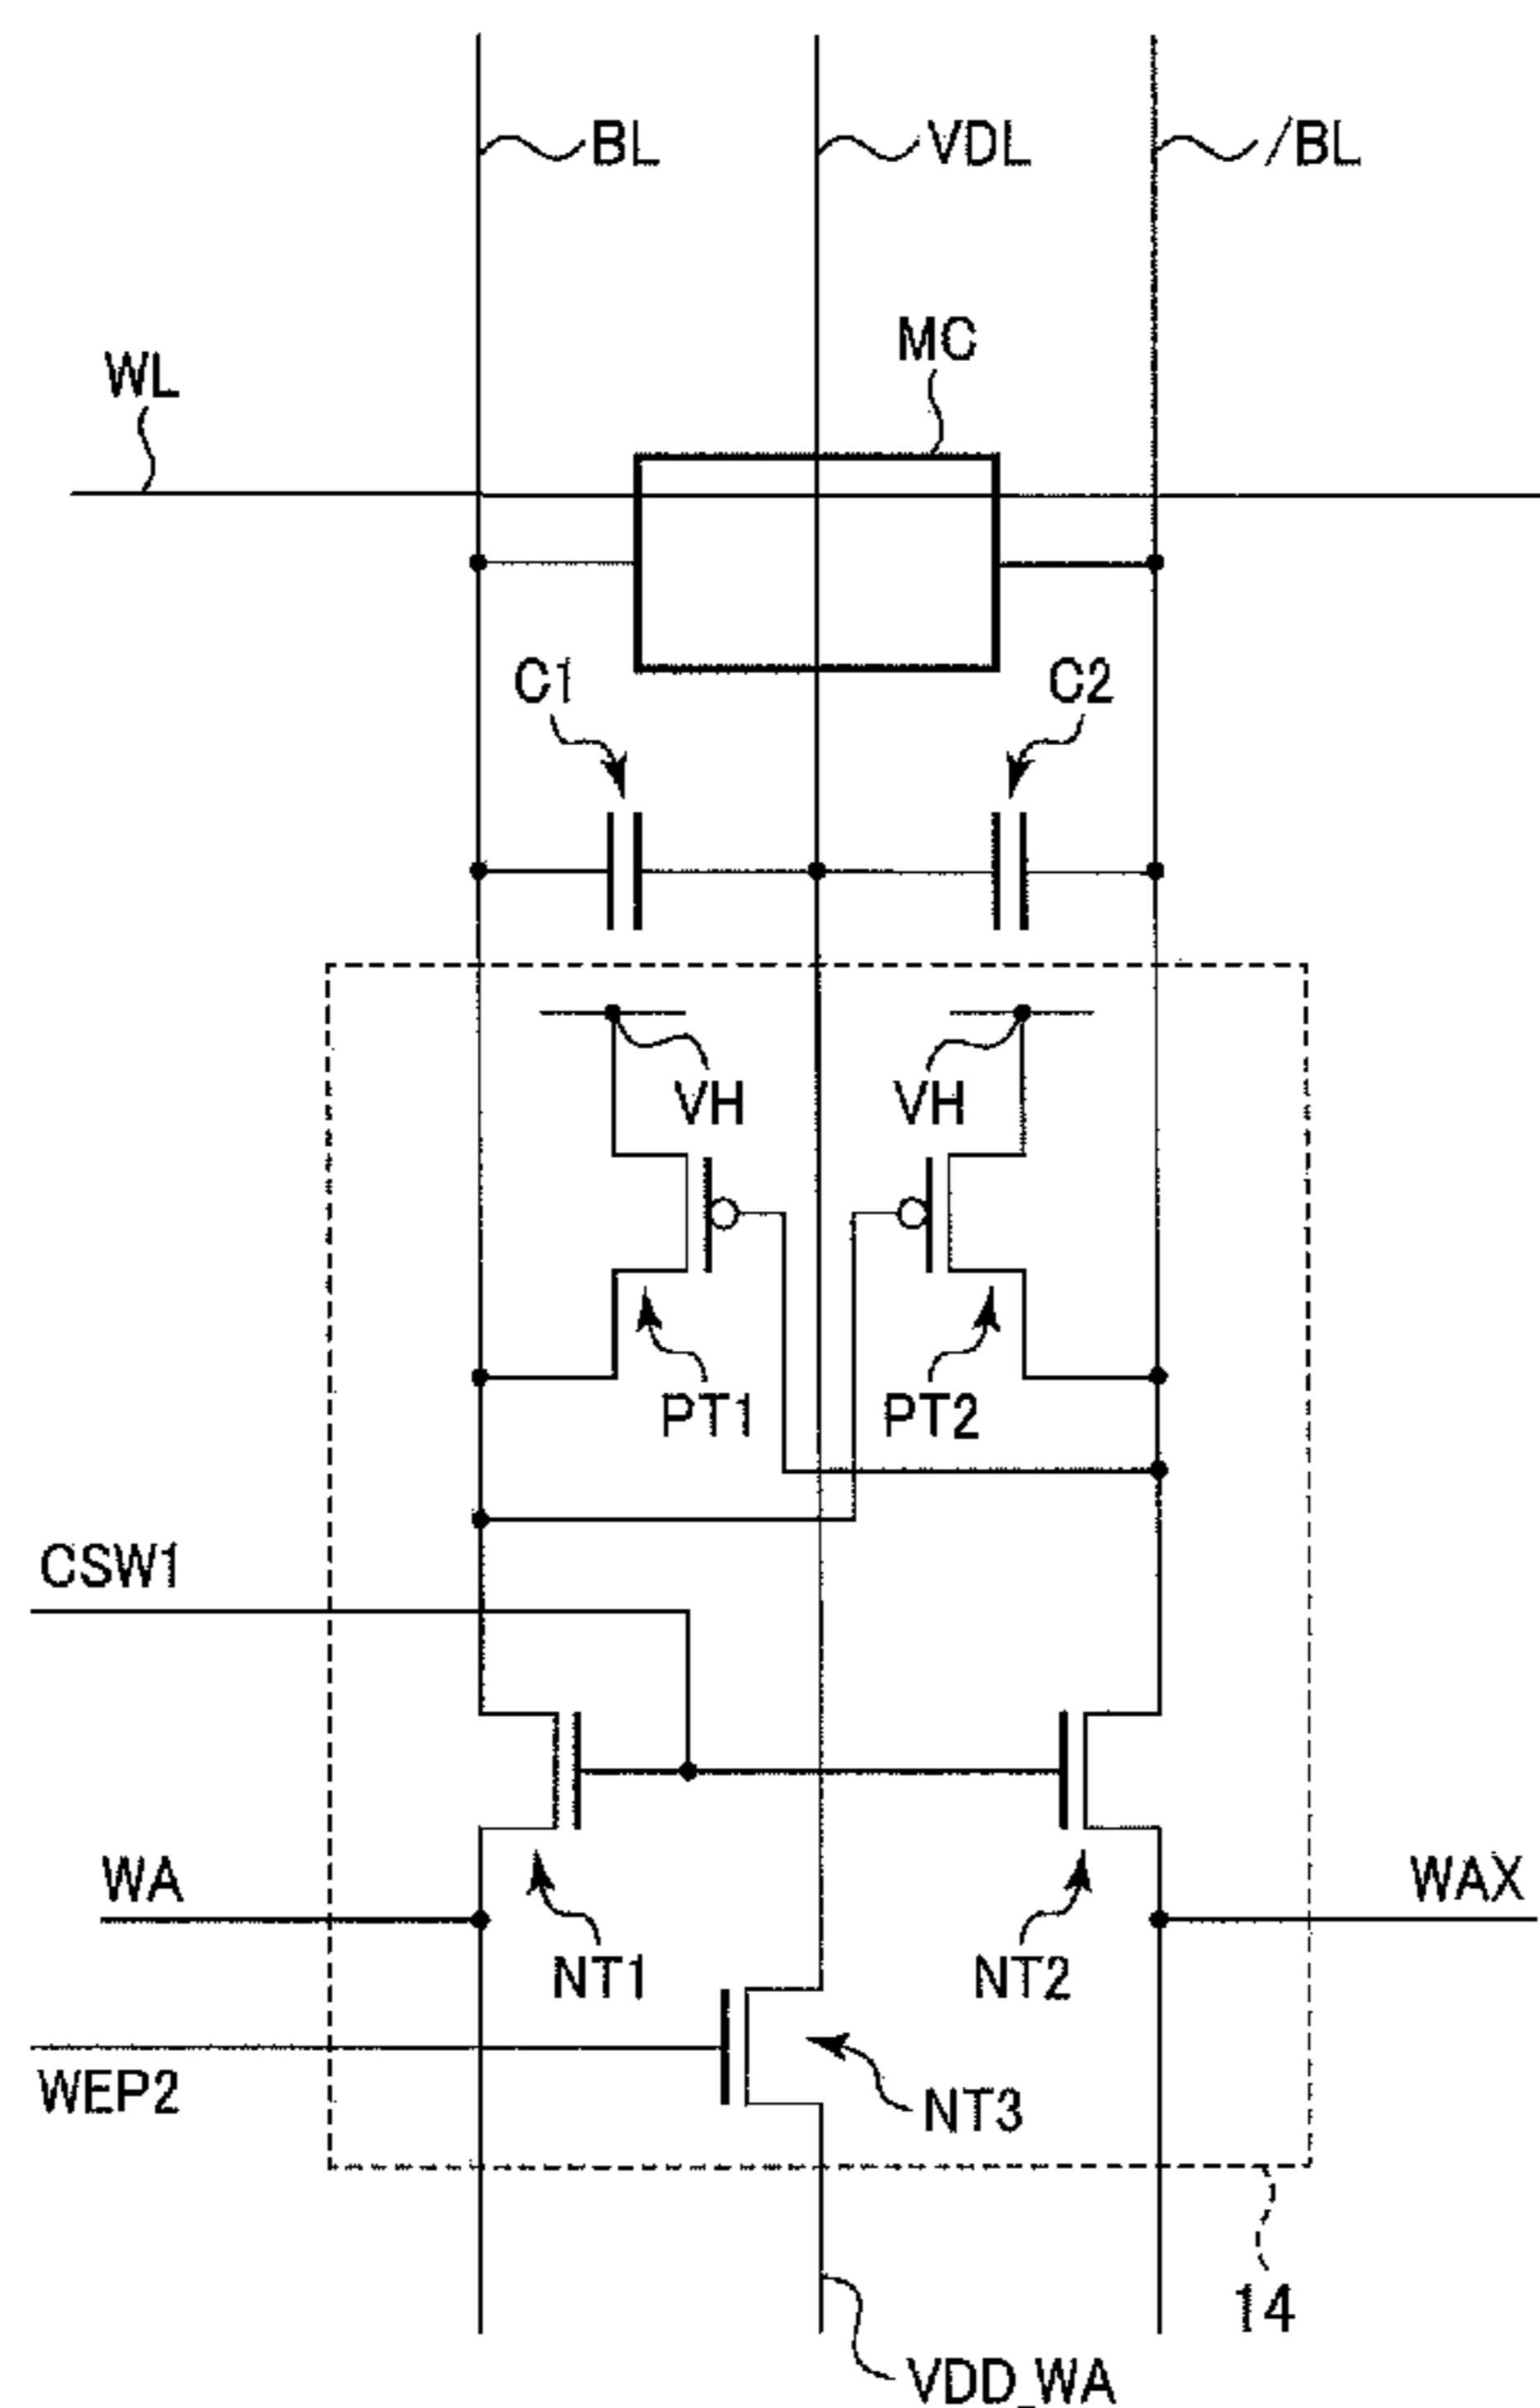 BL
VDL
/BL
MC
WL
C1
C2
VH
VH
PT1
PT2
CSW1
WA
WAX
NT1
NT2
WEP2
NT3
14
VDD_WA